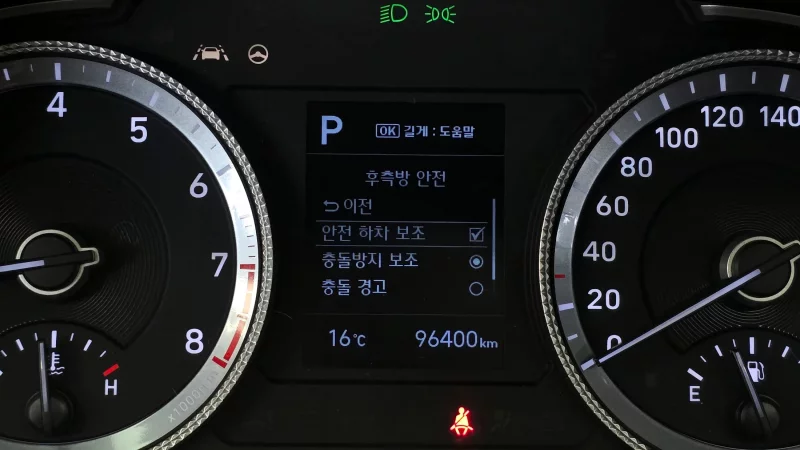 4
5
6
7
8
x1000r
H
P
OK 길게 : 도움말
후측방 안전
이전
안전 하차 보조
충돌방지 보조
충돌 경고
16℃
96400km
0
20
40
60
80
100
120
140
E